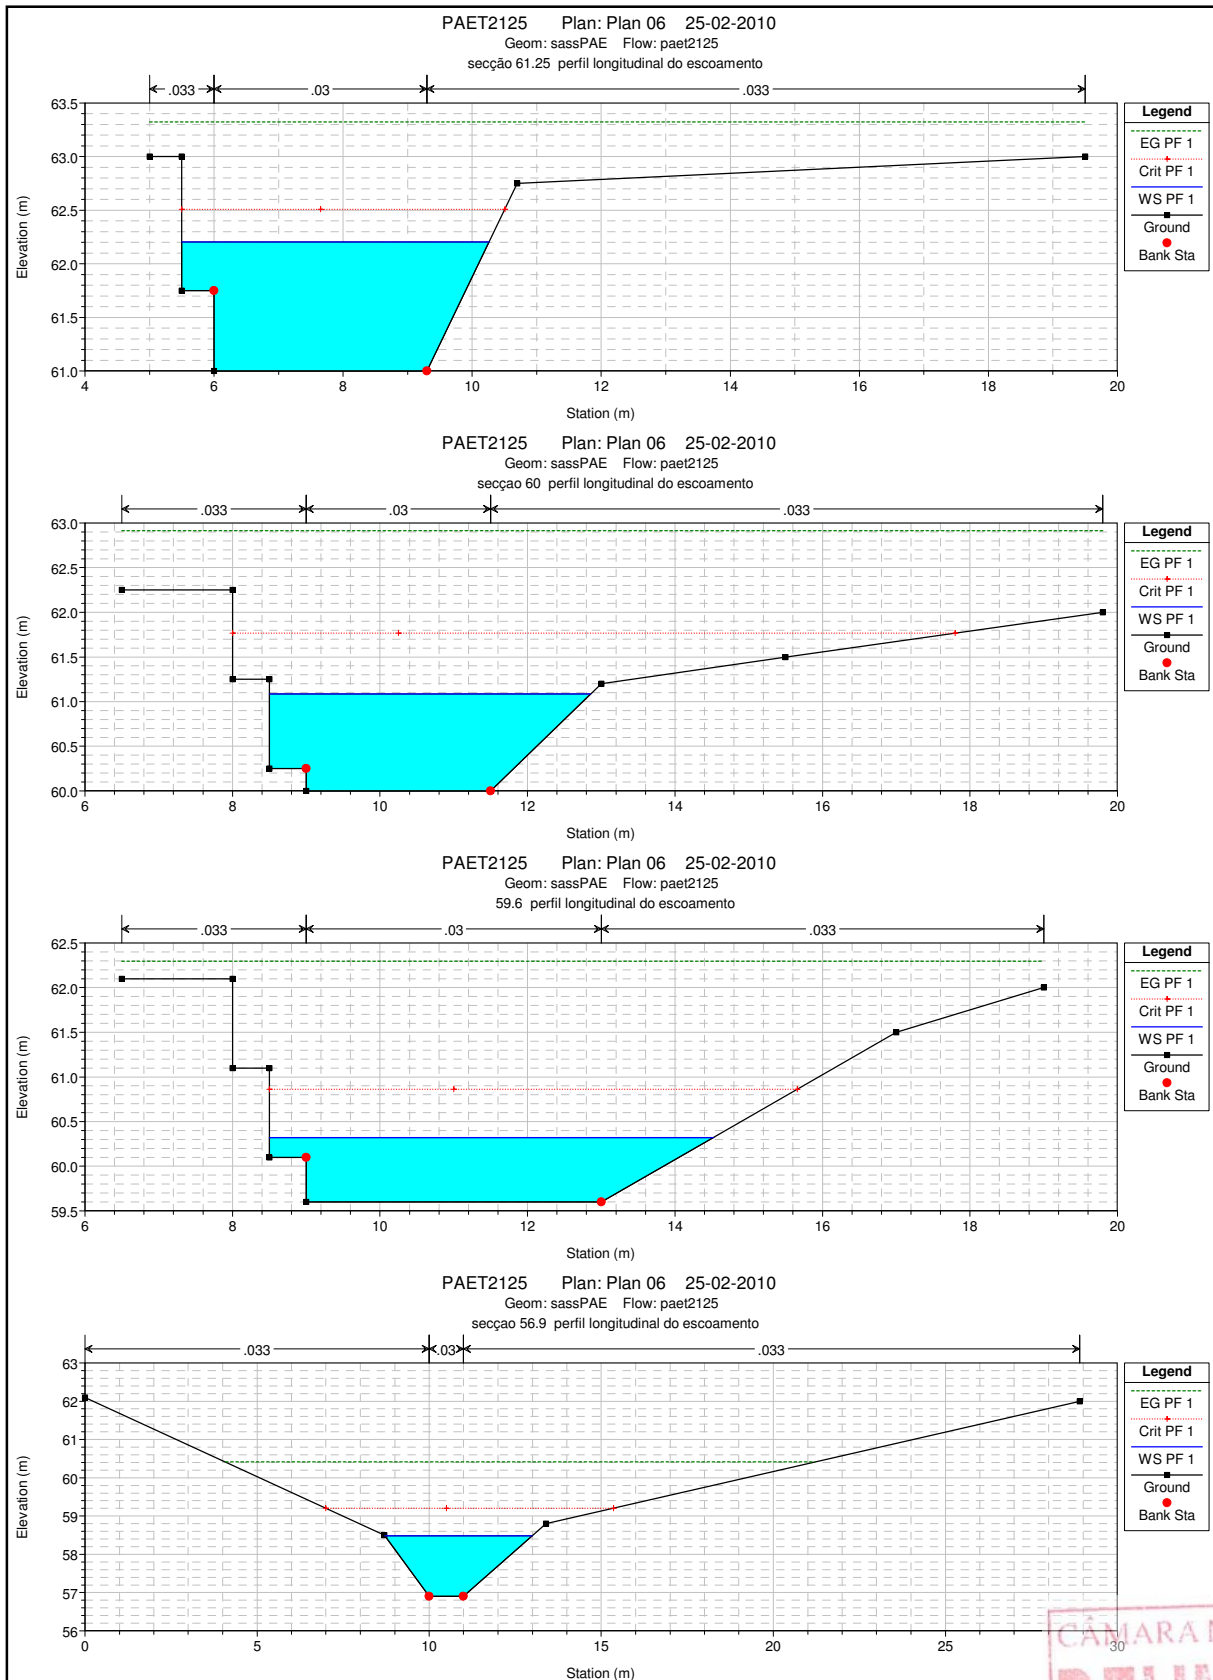 PAET2125 Plan: Plan 06 25-02-2010
Geom: sassPAE Flow: paet2125
secção 61.25 perfil longitudinal do escoamento
.033 .03 .033
63.5
63.0
62.5
62.0
61.5
61.0
Elevation (m)
4 6 8 10 12 14 16 18 20
Station (m)
Legend
EG PF 1
Crit PF 1
WS PF 1
Ground
Bank Sta
PAET2125 Plan: Plan 06 25-02-2010
Geom: sassPAE Flow: paet2125
secçao 60 perfil longitudinal do escoamento
.033 .03 .033
63.0
62.5
62.0
61.5
61.0
60.5
60.0
Elevation (m)
6 8 10 12 14 16 18 20
Station (m)
Legend
EG PF 1
Crit PF 1
WS PF 1
Ground
Bank Sta
PAET2125 Plan: Plan 06 25-02-2010
Geom: sassPAE Flow: paet2125
59.6 perfil longitudinal do escoamento
.033 .03 .033
62.5
62.0
61.5
61.0
60.5
60.0
59.5
Elevation (m)
6 8 10 12 14 16 18 20
Station (m)
Legend
EG PF 1
Crit PF 1
WS PF 1
Ground
Bank Sta
PAET2125 Plan: Plan 06 25-02-2010
Geom: sassPAE Flow: paet2125
secçao 56.9 perfil longitudinal do escoamento
.033 .03 .033
63
62
61
60
59
58
57
56
Elevation (m)
0 5 10 15 20 25 30
Station (m)
Legend
EG PF 1
Crit PF 1
WS PF 1
Ground
Bank Sta
CÂMARA